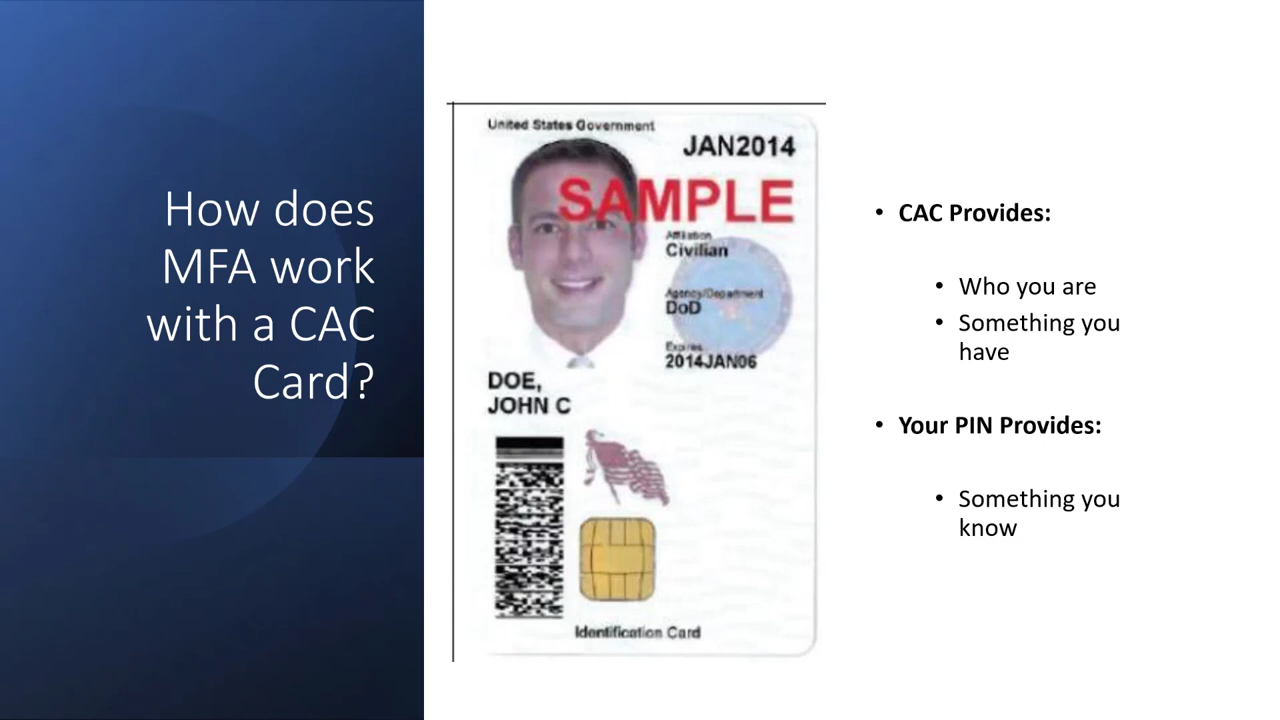 How does
MFA work
with a CAC
Card?
United States Government
JAN2014
SAMPLE
Affiliation
Civilian
Agency/Department
DoD
Expires
2014JAN06
DOE,
JOHN C
Identification Card
• CAC Provides:
• Who you are
• Something you
have
• Your PIN Provides:
• Something you
know